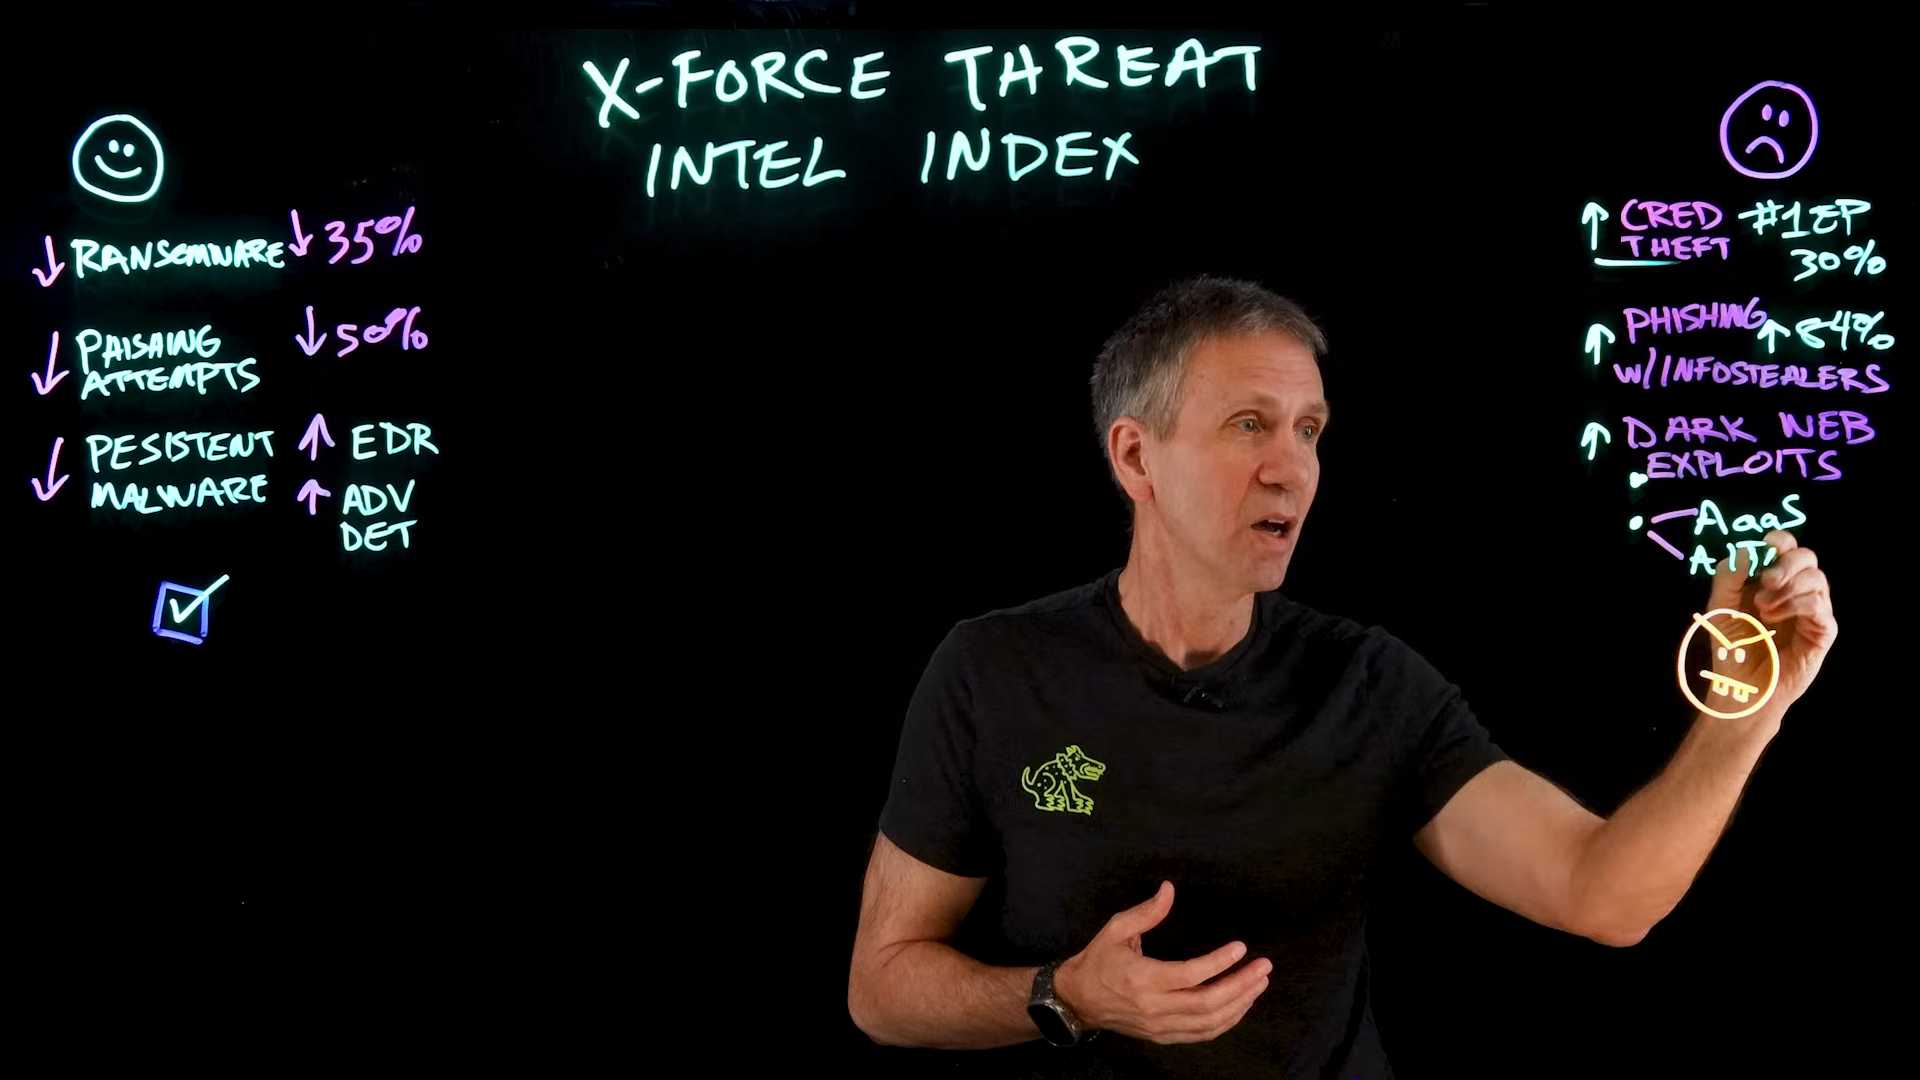 X-FORCE THREAT
INTEL INDEX
↓ RANSOMWARE ↓ 35%
↓ PHISHING
ATTEMPTS
↓ 50%
↓ PESISTENT
MALWARE
↑ EDR
↑ ADV
DET
↑ CRED
THEFT
#1 EP
30%
↑ PHISHING ↑ 84%
W/INFOSTEALERS
↑ DARK WEB
EXPLOITS
AaaS